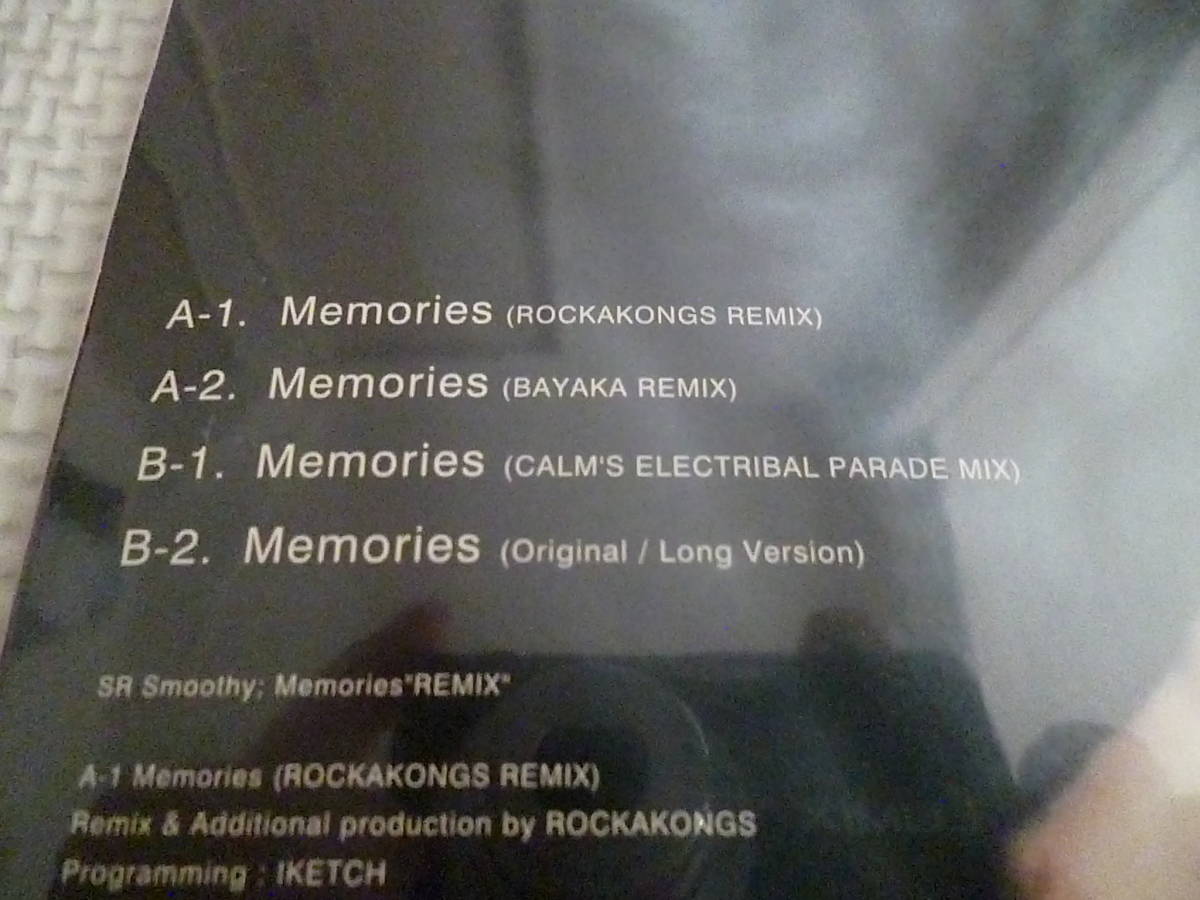 A-1. Memories (ROCKAKONGS REMIX)
A-2. Memories (BAYAKA REMIX)
B-1. Memories (CALM'S ELECTRIBAL PARADE MIX)
B-2. Memories (Original / Long Version)
SR Smoothy; Memories"REMIX"
A-1 Memories (ROCKAKONGS REMIX)
Remix & Additional production by ROCKAKONGS
Programming : IKETCH